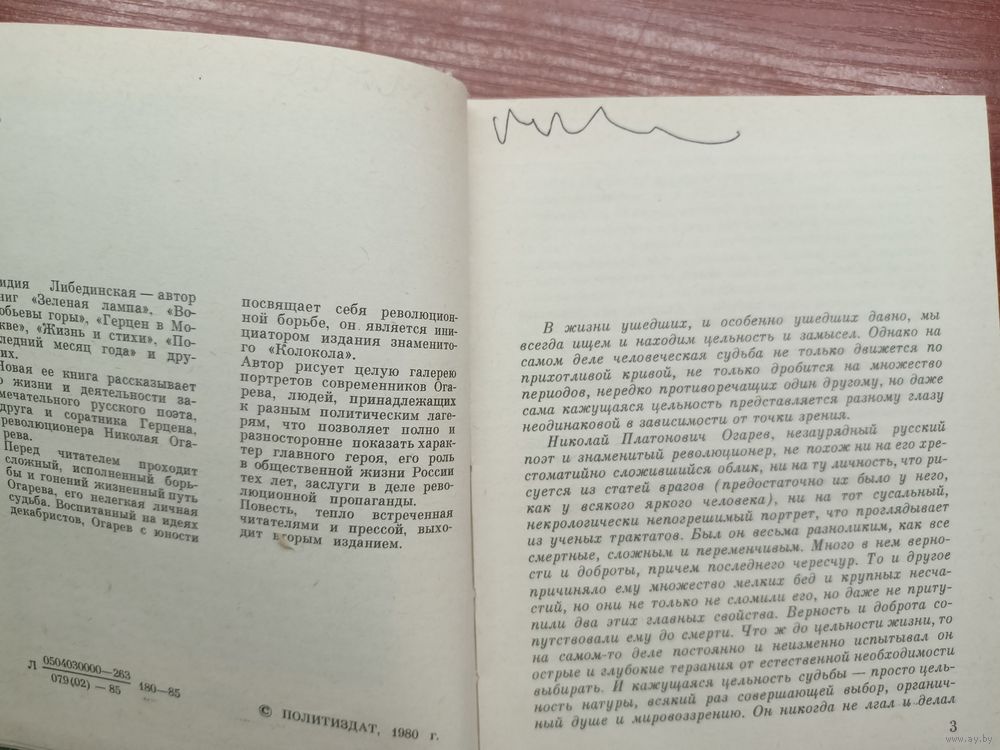 идия Либединская — автор
ниг «Зеленая лампа», «Во-
обьевы горы», «Герцен в Мо-
кве», «Жизнь и стихи», «По-
ледний месяц года» и дру-
их.
Новая ее книга рассказывает
о жизни и деятельности за-
мечательного русского поэта,
друга и соратника Герцена,
революционера Николая Ога-
рева.
Перед читателем проходит
сложный, исполненный борь-
бы и гонений жизненный путь
Огарева, его нелегкая личная
судьба. Воспитанный на идеях
декабристов, Огарев с юности
посвящает себя революцион-
ной борьбе, он является ини-
циатором издания знаменито-
го «Колокола».
Автор рисует целую галерею
портретов современников Ога-
рева, людей, принадлежащих
к разным политическим лаге-
рям, что позволяет полно и
разносторонне показать харак-
тер главного героя, его роль
в общественной жизни России
тех лет, заслуги в деле рево-
люционной пропаганды.
Повесть, тепло встреченная
читателями и прессой, выхо-
дит вторым изданием.
Л 0504030000—263
079(02) — 85 180—85
© ПОЛИТИЗДАТ, 1980 г.
В жизни ушедших, и особенно ушедших давно, мы
всегда ищем и находим цельность и замысел. Однако на
самом деле человеческая судьба не только движется по
прихотливой кривой, не только дробится на множество
периодов, нередко противоречащих один другому, но даже
сама кажущаяся цельность представляется разному глазу
неодинаковой в зависимости от точки зрения.
Николай Платонович Огарев, незаурядный русский
поэт и знаменитый революционер, не похож ни на его хре-
стоматийно сложившийся облик, ни на ту личность, что ри-
суется из статей врагов (предостаточно их было у него,
как у всякого яркого человека), ни на тот сусальный,
некрологически непогрешимый портрет, что проглядывает
из ученых трактатов. Был он весьма разноликим, как все
смертные, сложным и переменчивым. Много в нем верно-
сти и доброты, причем последнего чересчур. То и другое
причиняло ему множество мелких бед и крупных несча-
стий, но они не только не сломили его, но даже не приту-
пили два этих главных свойства. Верность и доброта со-
путствовали ему до смерти. Что ж до цельности жизни, то
на самом-то деле постоянно и неизменно испытывал он
острые и глубокие терзания от естественной необходимости
выбирать. И кажущаяся цельность судьбы — просто цель-
ность натуры, всякий раз совершающей выбор, органич-
ный душе и мировоззрению. Он никогда не лгал и делал
3
www.ay.by